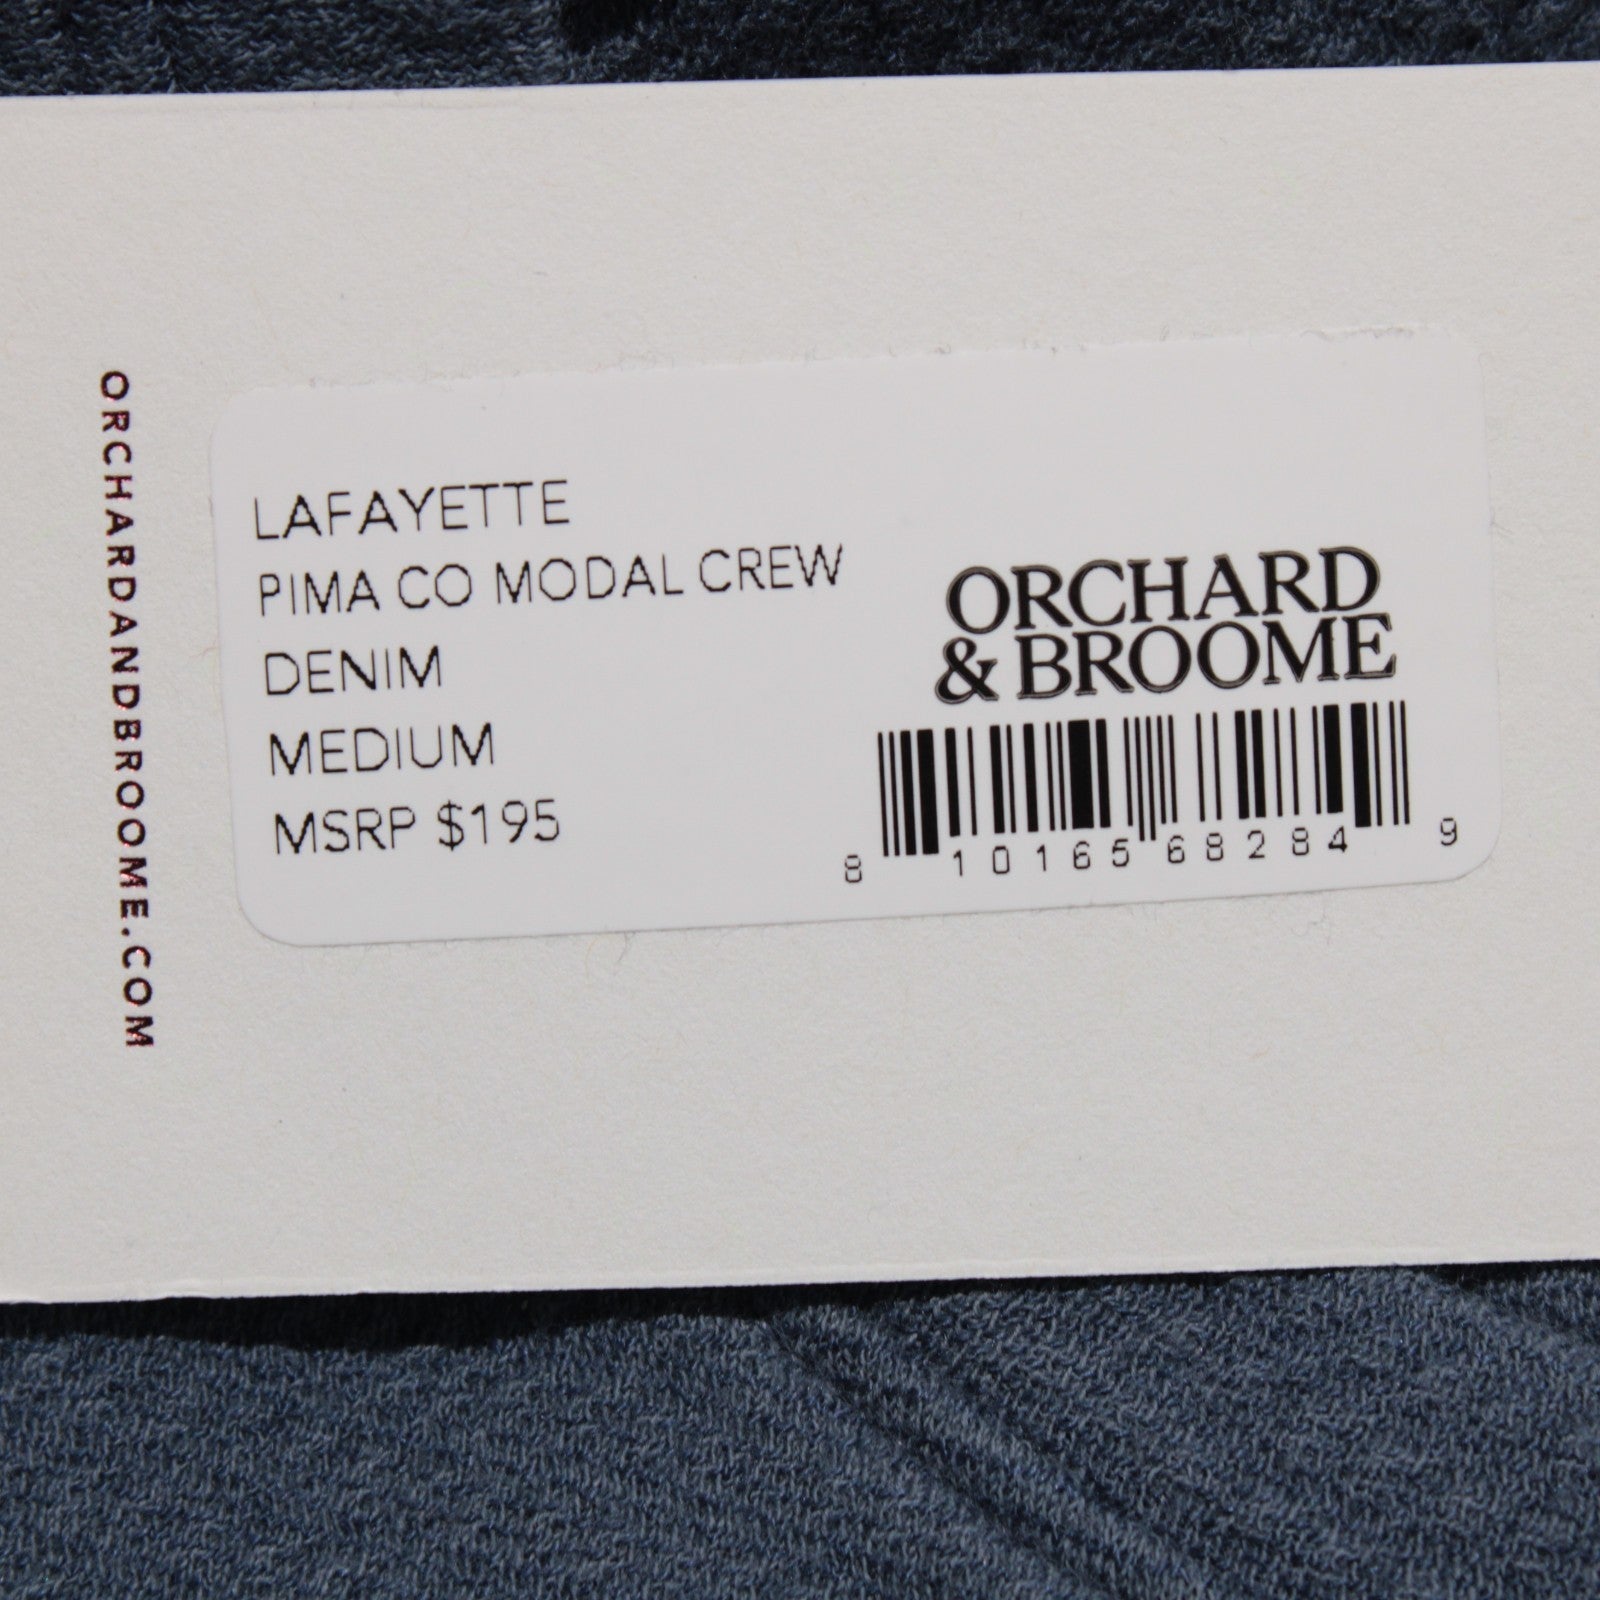 ORCHARDANDBROOME.COM
LAFAYETTE
PIMA CO MODAL CREW
DENIM
MEDIUM
MSRP $195
ORCHARD
& BROOME
8 10165 68284 9